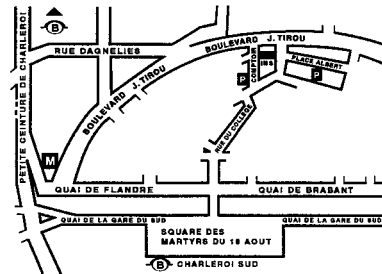 B
PETITE CEINTURE DE CHARLEROI
RUE DAGNELIES
BOULEVARD J. TIROU
BOULEVARD J. TIROU
COMPTOIR
INS
P
PLACE ALBERT
P
RUE DU COLLEGE
M
QUAI DE FLANDRE
QUAI DE BRABANT
QUAI DE LA GARE DU SUD
QUAI DE LA GARE DU SUD
SQUARE DES
MARTYRS DU 18 AOUT
B CHARLEROI SUD